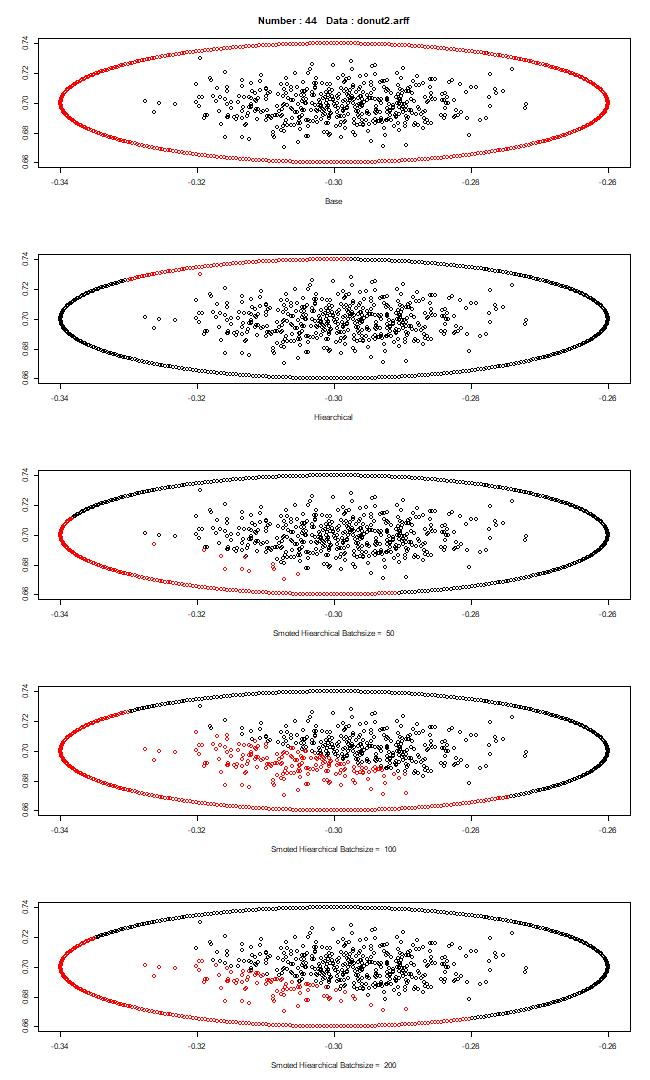 Number : 44 Data : donut2.arff
0.74
0.72
0.70
0.68
0.66
-0.34 -0.32 -0.30 -0.28 -0.26
Base
0.74
0.72
0.70
0.68
0.66
-0.34 -0.32 -0.30 -0.28 -0.26
Hiearchical
0.74
0.72
0.70
0.68
0.66
-0.34 -0.32 -0.30 -0.28 -0.26
Smoted Hiearchical Batchsize = 50
0.74
0.72
0.70
0.68
0.66
-0.34 -0.32 -0.30 -0.28 -0.26
Smoted Hiearchical Batchsize = 100
0.74
0.72
0.70
0.68
0.66
-0.34 -0.32 -0.30 -0.28 -0.26
Smoted Hiearchical Batchsize = 200